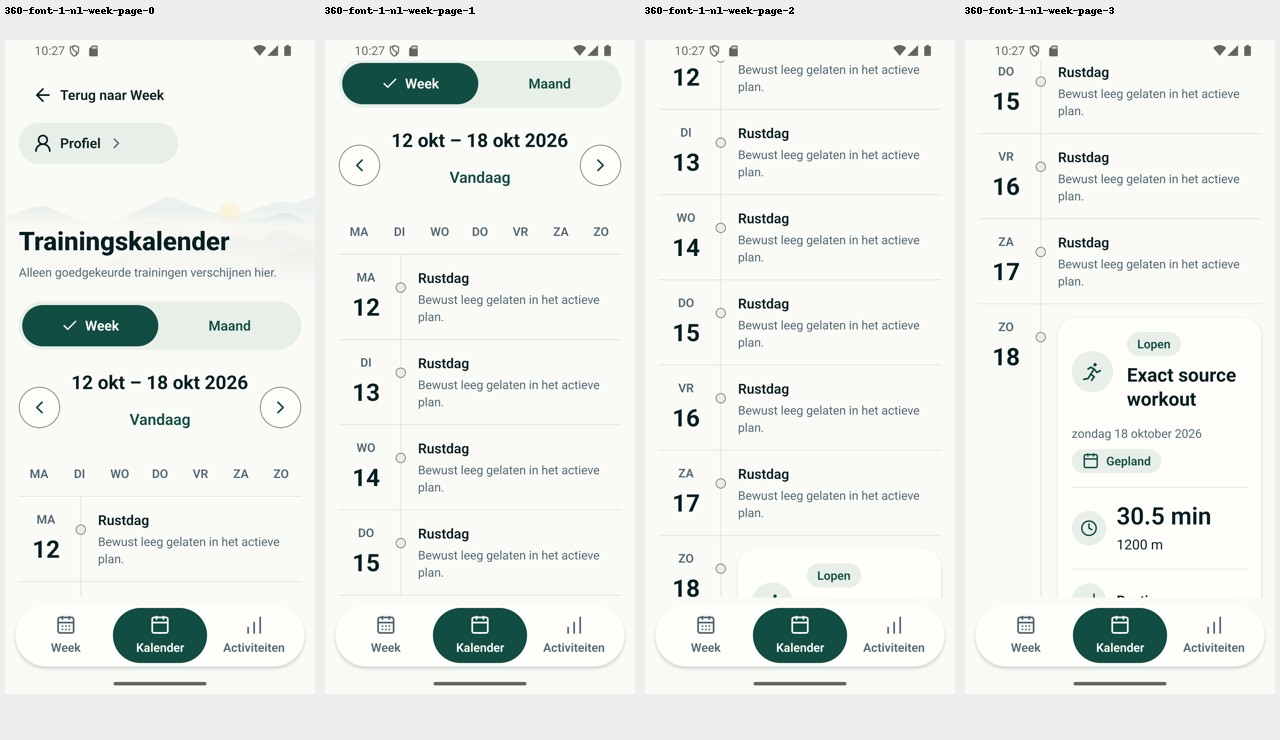 360-font-1-nl-week-page-0
10:27
Terug naar Week
Profiel
Trainingskalender
Alleen goedgekeurde trainingen verschijnen hier.
Week
Maand
12 okt – 18 okt 2026
Vandaag
MA DI WO DO VR ZA ZO
MA
12
Rustdag
Bewust leeg gelaten in het actieve
plan.
Week
Kalender
Activiteiten
360-font-1-nl-week-page-1
10:27
Week
Maand
12 okt – 18 okt 2026
Vandaag
MA DI WO DO VR ZA ZO
MA
12
Rustdag
Bewust leeg gelaten in het actieve
plan.
DI
13
Rustdag
Bewust leeg gelaten in het actieve
plan.
WO
14
Rustdag
Bewust leeg gelaten in het actieve
plan.
DO
15
Rustdag
Bewust leeg gelaten in het actieve
plan.
Week
Kalender
Activiteiten
360-font-1-nl-week-page-2
10:27
12
Bewust leeg gelaten in het actieve
plan.
DI
13
Rustdag
Bewust leeg gelaten in het actieve
plan.
WO
14
Rustdag
Bewust leeg gelaten in het actieve
plan.
DO
15
Rustdag
Bewust leeg gelaten in het actieve
plan.
VR
16
Rustdag
Bewust leeg gelaten in het actieve
plan.
ZA
17
Rustdag
Bewust leeg gelaten in het actieve
plan.
ZO
18
Lopen
Week
Kalender
Activiteiten
360-font-1-nl-week-page-3
10:27
DO
15
Rustdag
Bewust leeg gelaten in het actieve
plan.
VR
16
Rustdag
Bewust leeg gelaten in het actieve
plan.
ZA
17
Rustdag
Bewust leeg gelaten in het actieve
plan.
ZO
18
Lopen
Exact source
workout
zondag 18 oktober 2026
Gepland
30.5 min
1200 m
Week
Kalender
Activiteiten